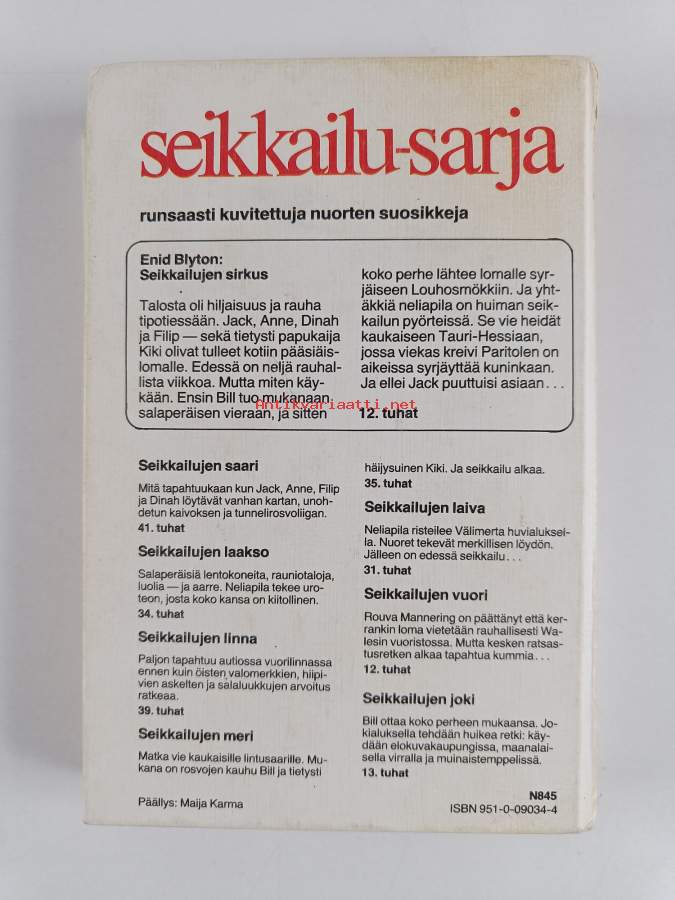 seikkailu-sarja
runsaasti kuvitettuja nuorten suosikkeja
Enid Blyton:
Seikkailujen sirkus
Talosta oli hiljaisuus ja rauha
tipotiessään. Jack, Anne, Dinah
ja Filip — sekä tietysti papukaija
Kiki olivat tulleet kotiin pääsiäis-
lomalle. Edessä on neljä rauhal-
lista viikkoa. Mutta miten käy-
kään. Ensin Bill tuo mukanaan
salaperäisen vieraan, ja sitten
koko perhe lähtee lomalle syr-
jäiseen Louhosmökkiin. Ja yht-
äkkiä neliapila on huiman seik-
kailun pyörteissä. Se vie heidät
kaukaiseen Tauri-Hessiaan,
jossa viekas kreivi Paritolen on
aikeissa syrjäyttää kuninkaan.
Ja ellei Jack puuttuisi asiaan...
12. tuhat
Antikvariaatti.net
Seikkailujen saari
Mitä tapahtuukaan kun Jack, Anne, Filip
ja Dinah löytävät vanhan kartan, unoh-
detun kaivoksen ja tunnelirosvoliigan.
41. tuhat
Seikkailujen laakso
Salaperäisiä lentokoneita, rauniotaloja,
luolia — ja aarre. Neliapila tekee uro-
teon, josta koko kansa on kiitollinen.
34. tuhat
Seikkailujen linna
Paljon tapahtuu autiossa vuorilinnassa
ennen kuin öisten valomerkkien, hiipi-
vien askelten ja salaluukkujen arvoitus
ratkeaa.
39. tuhat
Seikkailujen meri
Matka vie kaukaisille lintusaarille. Mu-
kana on rosvojen kauhu Bill ja tietysti
häijysuinen Kiki. Ja seikkailu alkaa.
35. tuhat
Seikkailujen laiva
Neliapila risteilee Välimerta huvialuksei-
la. Nuoret tekevät merkillisen löydön.
Jälleen on edessä seikkailu...
31. tuhat
Seikkailujen vuori
Rouva Mannering on päättänyt että ker-
rankin loma vietetään rauhallisesti Wa-
lesin vuoristossa. Mutta kesken ratsas-
tusretken alkaa tapahtua kummia...
12. tuhat
Seikkailujen joki
Bill ottaa koko perheen mukaansa. Jo-
kialuksella tehdään huikea retki: käy-
dään elokuvakaupungissa, maanalai-
sella virralla ja muinaistemppelissä.
13. tuhat
Päällys: Maija Karma
N845
ISBN 951-0-09034-4